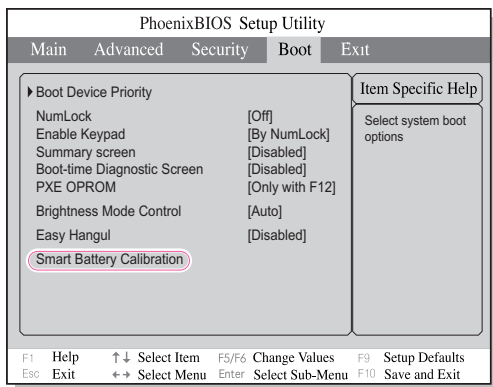 PhoenixBIOS Setup Utility
Main Advanced Security Boot Exit
Boot Device Priority
NumLock [Off]
Enable Keypad [By NumLock]
Summary screen [Disabled]
Boot-time Diagnostic Screen [Disabled]
PXE OPROM [Only with F12]
Brightness Mode Control [Auto]
Easy Hangul [Disabled]
Smart Battery Calibration
Item Specific Help
Select system boot
options
F1 Help ↑↓ Select Item F5/F6 Change Values F9 Setup Defaults
Esc Exit ←→ Select Menu Enter Select Sub-Menu F10 Save and Exit